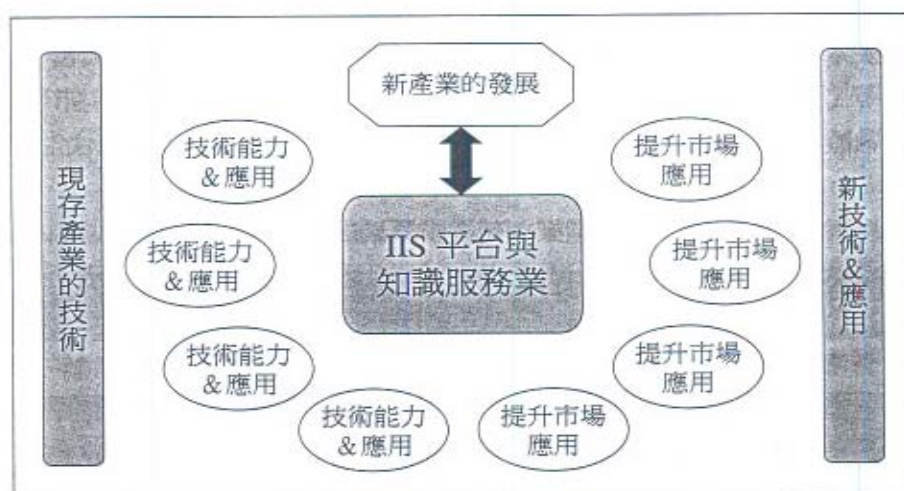 新產業的發展
技術能力
& 應用
提升市場
應用
現存產業的技術
新技術&應用
IIS 平台與
知識服務業
技術能力
& 應用
提升市場
應用
技術能力
& 應用
提升市場
應用
技術能力
& 應用
提升市場
應用